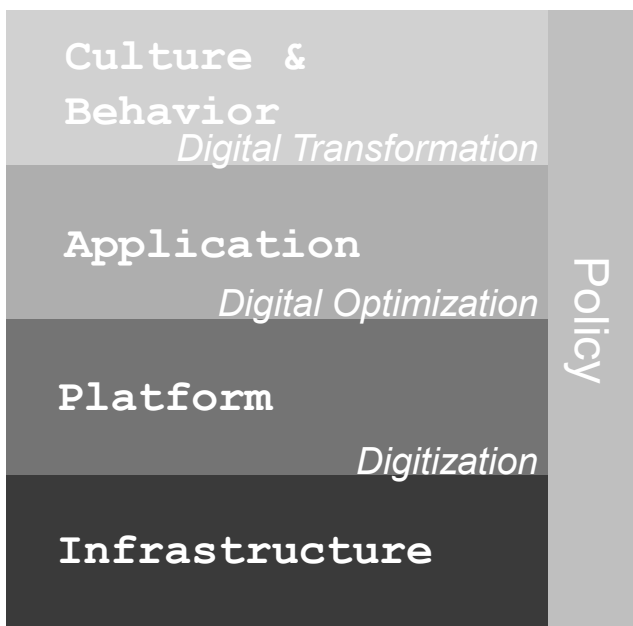 Culture &
Behavior
Digital Transformation
Application
Digital Optimization
Platform
Digitization
Infrastructure
Policy